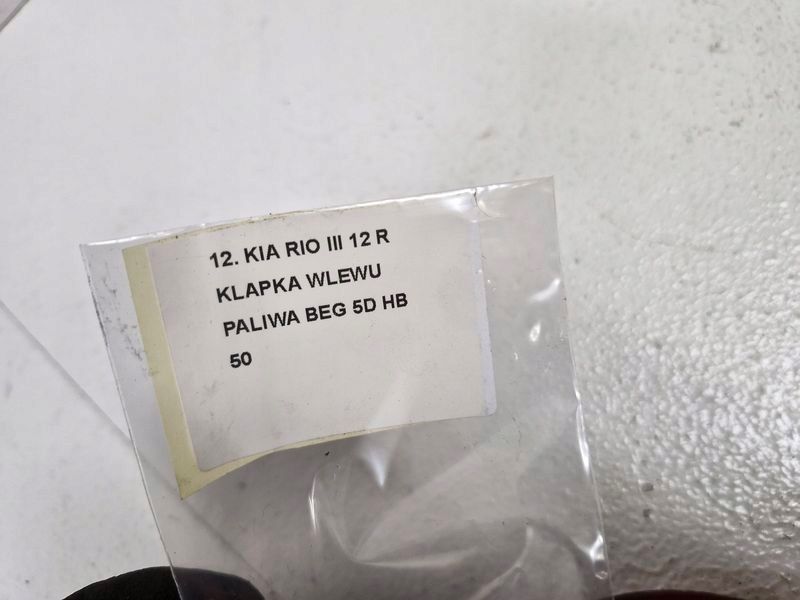 12. KIA RIO III 12 R
KLAPKA WLEWU
PALIWA BEG 5D HB
50